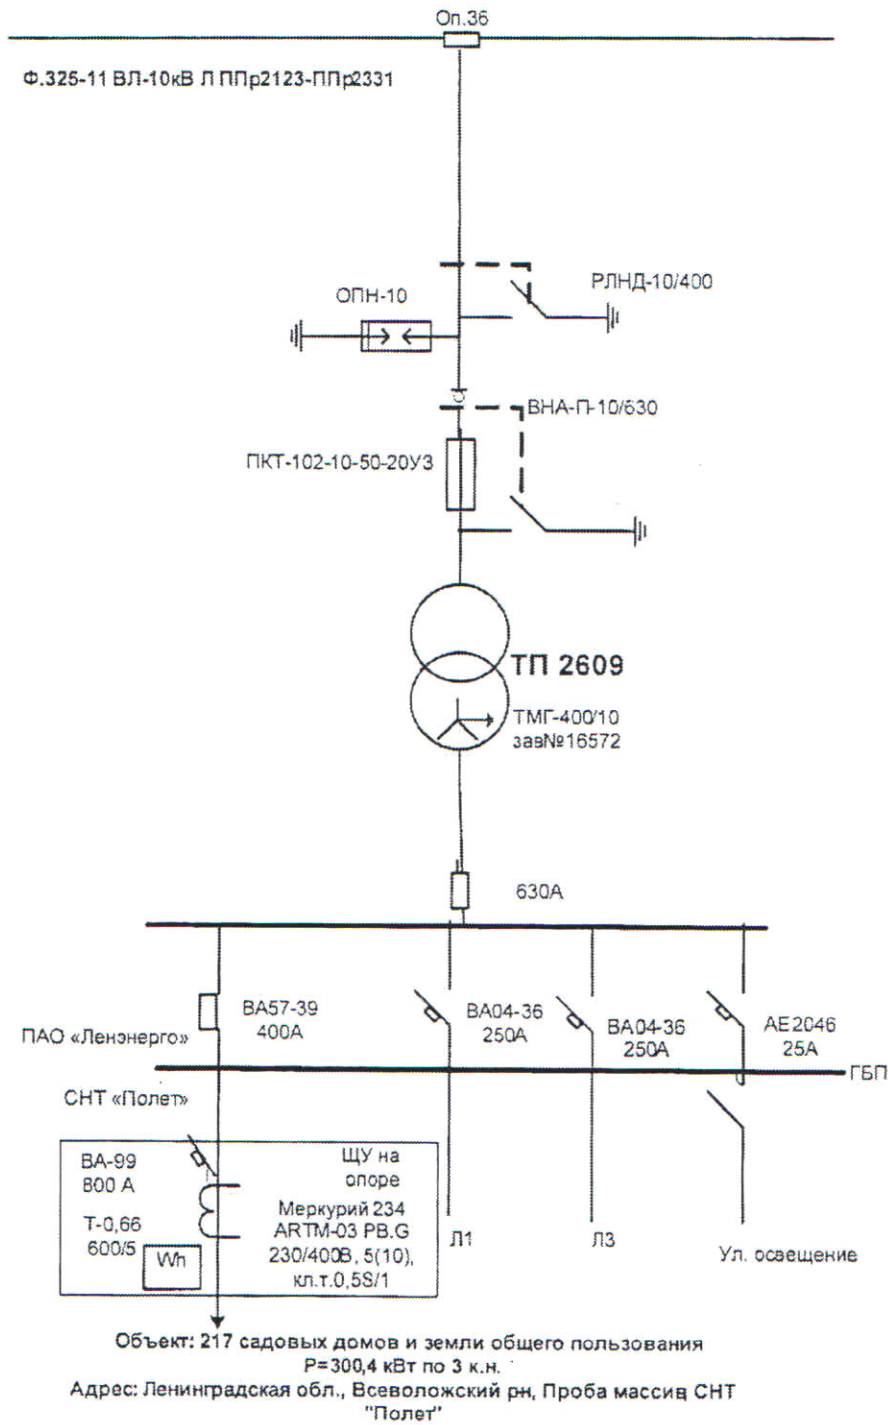 Оп.36
Ф.325-11 ВЛ-10кВ Л ППр2123-ППр2331
РЛНД-10/400
ОПН-10
ВНА-П-10/630
ПКТ-102-10-50-20У3
ТП 2609
ТМГ-400/10
зав№16572
630А
ВА57-39
400А
ВА04-36
250А
ВА04-36
250А
АЕ2046
25А
ПАО «Ленэнерго»
ГБП
СНТ «Полет»
ВА-99
800 А
Т-0,66
600/5
Wh
ЩУ на
опоре
Меркурий 234
ARTM-03 PB.G
230/400В, 5(10),
кл.т.0,5S/1
Л1
Л3
Ул. освещение
Объект: 217 садовых домов и земли общего пользования
Р=300,4 кВт по 3 к.н.
Адрес: Ленинградская обл., Всеволожский рн, Проба массив СНТ
"Полет"